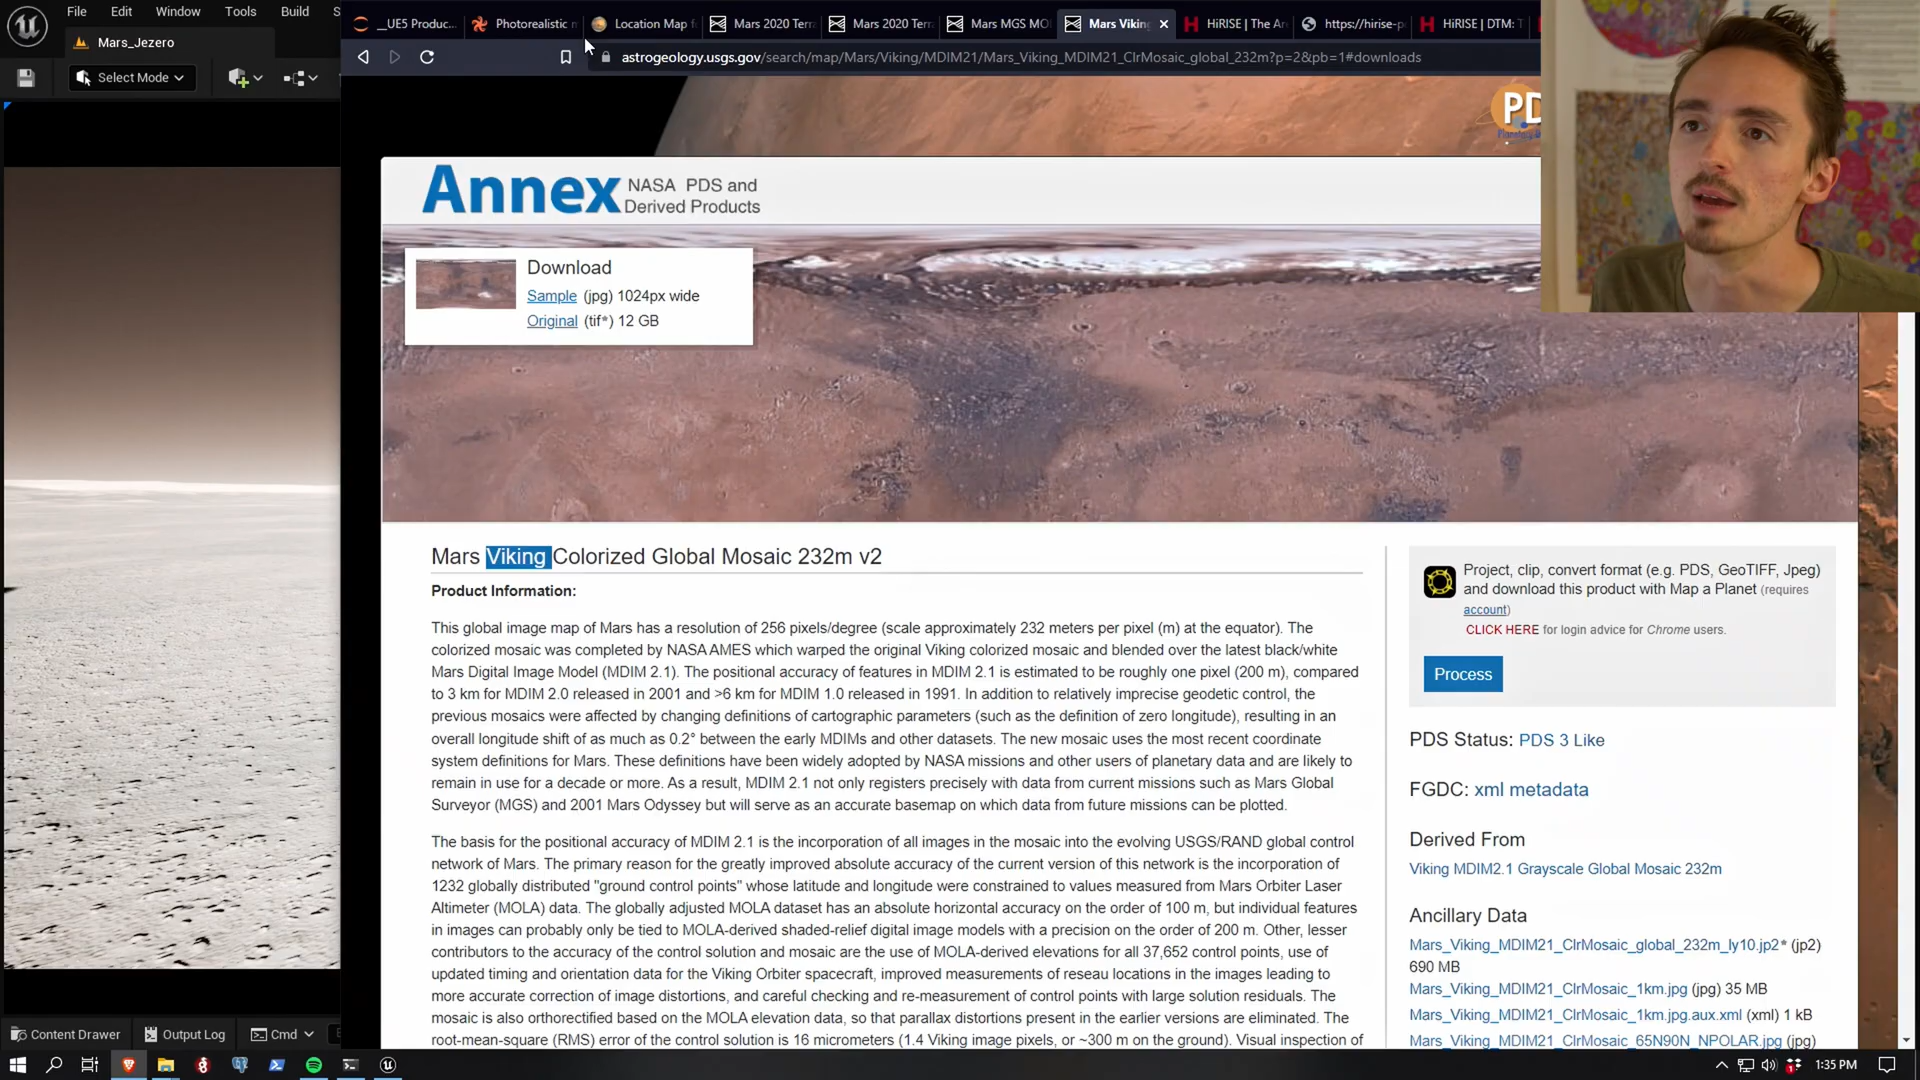 File Edit Window Tools Build
Mars_Jezero
Select Mode
__UE5 Produc...
Photorealistic
Location Map f
Mars 2020 Terr
Mars 2020 Terr
Mars MGS MO
Mars Viking
HiRISE | The Ar
https://hirise-p
HiRISE | DTM: T
astrogeology.usgs.gov/search/map/Mars/Viking/MDIM21/Mars_Viking_MDIM21_ClrMosaic_global_232m?p=2&pb=1#downloads
PD
Annex NASA PDS and
Derived Products
Download
Sample (jpg) 1024px wide
Original (tif*) 12 GB
Mars Viking Colorized Global Mosaic 232m v2
Product Information:
This global image map of Mars has a resolution of 256 pixels/degree (scale approximately 232 meters per pixel (m) at the equator). The
colorized mosaic was completed by NASA AMES which warped the original Viking colorized mosaic and blended over the latest black/white
Mars Digital Image Model (MDIM 2.1). The positional accuracy of features in MDIM 2.1 is estimated to be roughly one pixel (200 m), compared
to 3 km for MDIM 2.0 released in 2001 and >6 km for MDIM 1.0 released in 1991. In addition to relatively imprecise geodetic control, the
previous mosaics were affected by changing definitions of cartographic parameters (such as the definition of zero longitude), resulting in an
overall longitude shift of as much as 0.2° between the early MDIMs and other datasets. The new mosaic uses the most recent coordinate
system definitions for Mars. These definitions have been widely adopted by NASA missions and other users of planetary data and are likely to
remain in use for a decade or more. As a result, MDIM 2.1 not only registers precisely with data from current missions such as Mars Global
Surveyor (MGS) and 2001 Mars Odyssey but will serve as an accurate basemap on which data from future missions can be plotted.
The basis for the positional accuracy of MDIM 2.1 is the incorporation of all images in the mosaic into the evolving USGS/RAND global control
network of Mars. The primary reason for the greatly improved absolute accuracy of the current version of this network is the incorporation of
1232 globally distributed "ground control points" whose latitude and longitude were constrained to values measured from Mars Orbiter Laser
Altimeter (MOLA) data. The globally adjusted MOLA dataset has an absolute horizontal accuracy on the order of 100 m, but individual features
in images can probably only be tied to MOLA-derived shaded-relief digital image models with a precision on the order of 200 m. Other, lesser
contributors to the accuracy of the control solution and mosaic are the use of MOLA-derived elevations for all 37,652 control points, use of
updated timing and orientation data for the Viking Orbiter spacecraft, improved measurements of reseau locations in the images leading to
more accurate correction of image distortions, and careful checking and re-measurement of control points with large solution residuals. The
mosaic is also orthorectified based on the MOLA elevation data, so that parallax distortions present in the earlier versions are eliminated. The
root-mean-square (RMS) error of the control solution is 16 micrometers (1.4 Viking image pixels, or ~300 m on the ground). Visual inspection of
Project, clip, convert format (e.g. PDS, GeoTIFF, Jpeg)
and download this product with Map a Planet (requires
account)
CLICK HERE for login advice for Chrome users.
Process
PDS Status: PDS 3 Like
FGDC: xml metadata
Derived From
Viking MDIM2.1 Grayscale Global Mosaic 232m
Ancillary Data
Mars_Viking_MDIM21_ClrMosaic_global_232m_ly10.jp2* (jp2)
690 MB
Mars_Viking_MDIM21_ClrMosaic_1km.jpg (jpg) 35 MB
Mars_Viking_MDIM21_ClrMosaic_1km.jpg.aux.xml (xml) 1 kB
Mars_Viking_MDIM21_ClrMosaic_65N90N_NPOLAR.jpg (jpg)
Content Drawer
Output Log
Cmd
1:35 PM